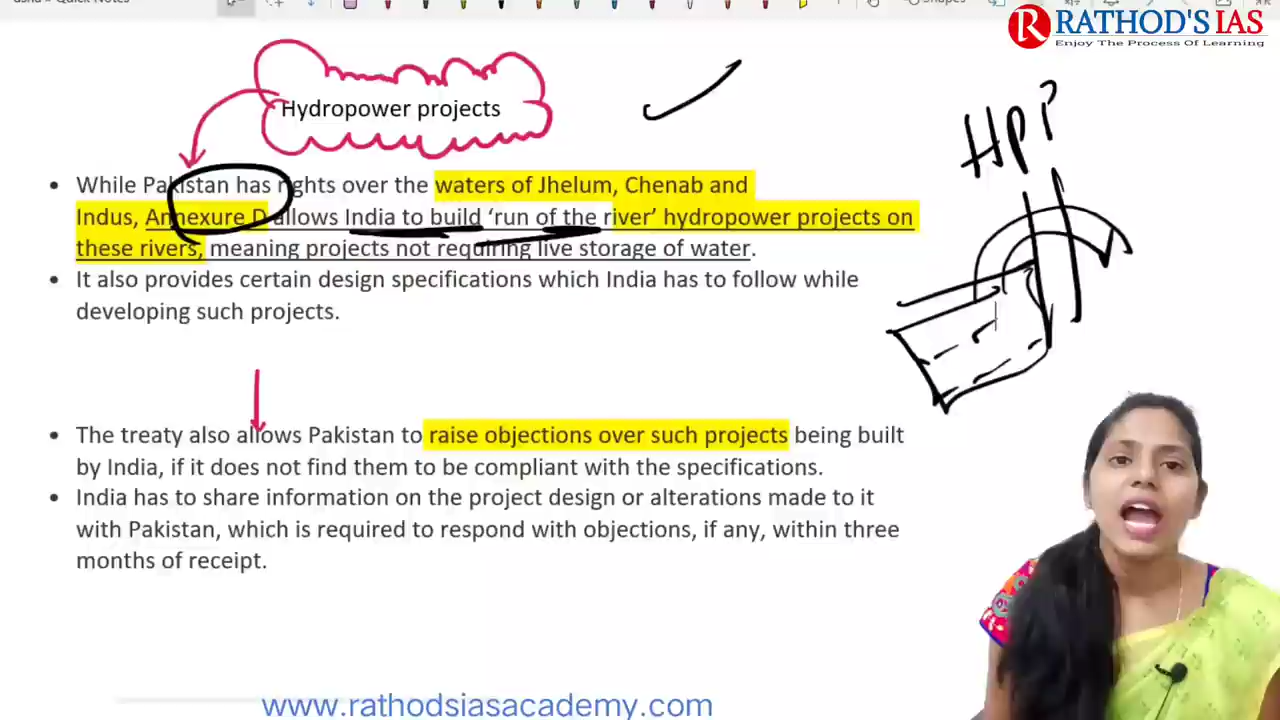 RATHOD'S IAS
Enjoy The Process Of Learning
Hydropower projects
HPP
• While Pakistan has rights over the waters of Jhelum, Chenab and
Indus, Annexure D allows India to build ‘run of the river’ hydropower projects on
these rivers, meaning projects not requiring live storage of water.
• It also provides certain design specifications which India has to follow while
developing such projects.
• The treaty also allows Pakistan to raise objections over such projects being built
by India, if it does not find them to be compliant with the specifications.
• India has to share information on the project design or alterations made to it
with Pakistan, which is required to respond with objections, if any, within three
months of receipt.
www.rathodsiasacademy.com